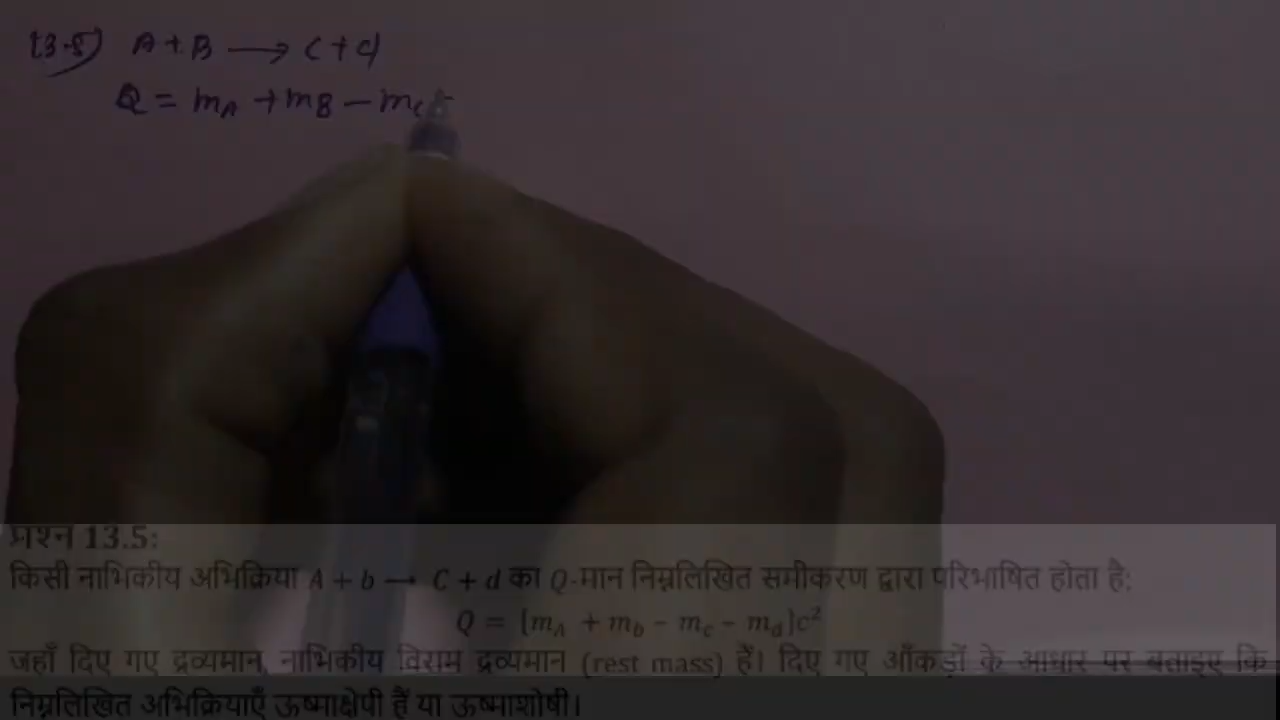 13.5) A + B → C + d
Q = mA + mB - mC
प्रश्न 13.5:
किसी नाभिकीय अभिक्रिया A + b → C + d का Q-मान निम्नलिखित समीकरण द्वारा परिभाषित होता है:
Q = [mA + mb - mc - md]c²
जहाँ दिए गए द्रव्यमान, नाभिकीय विराम द्रव्यमान (rest mass) हैं। दिए गए आँकड़ों के आधार पर बताइए कि
निम्नलिखित अभिक्रियाएँ ऊष्माक्षेपी हैं या ऊष्माशोषी।